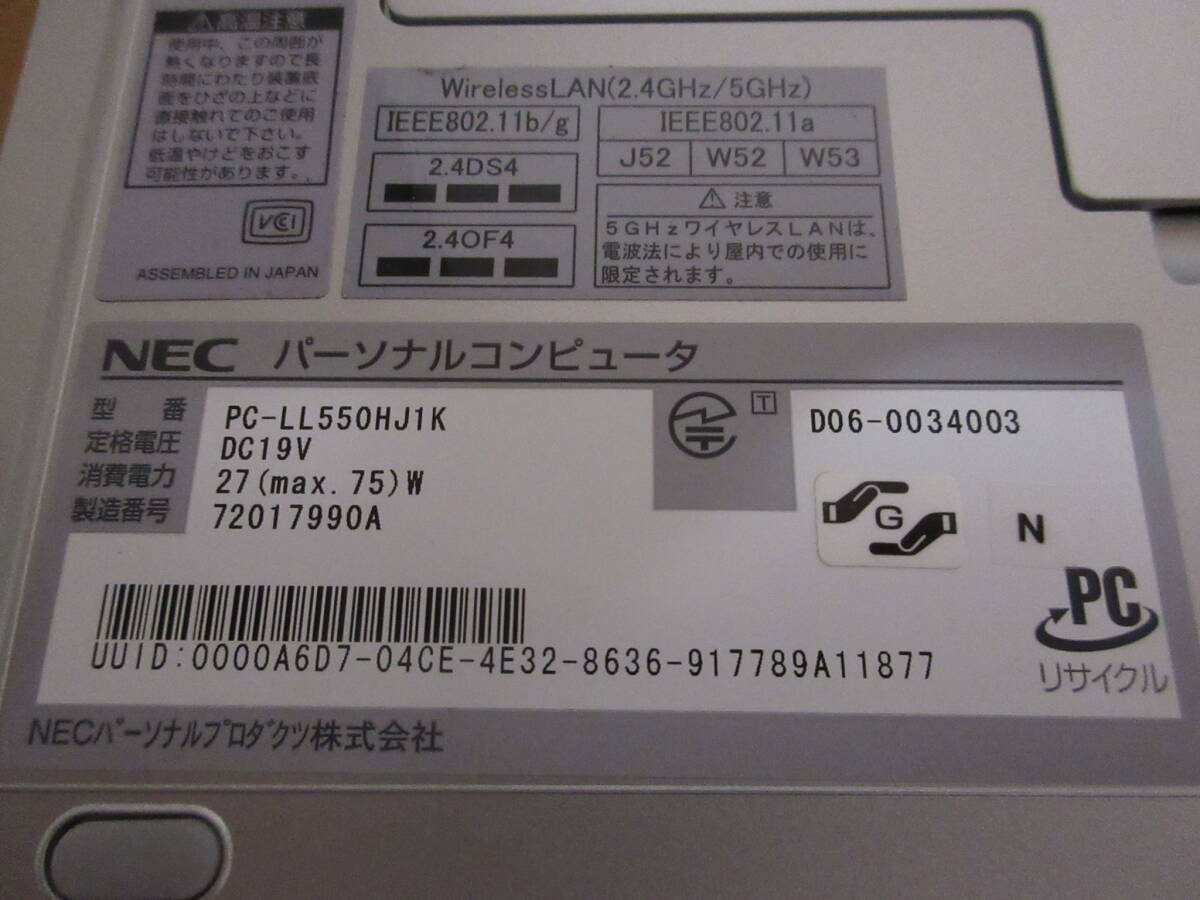 ⚠高温注意
使用中、この周囲が
熱くなりますので長
時間にわたり装置底
面をひざの上などに
直接触れてのご使用
はしないで下さい。
低温やけどをおこす
可能性があります。
VCCI
ASSEMBLED IN JAPAN
WirelessLAN(2.4GHz/5GHz)
IEEE802.11b/g
2.4DS4
2.4OF4
IEEE802.11a
J52 W52 W53
⚠注意
5GHzワイヤレスLANは、
電波法により屋内での使用に
限定されます。
NEC パーソナルコンピュータ
型番 PC-LL550HJ1K
定格電圧 DC19V
消費電力 27(max.75)W
製造番号 72017990A
T D06-0034003
G
N
UUID:0000A6D7-04CE-4E32-8636-917789A11877
PC
リサイクル
NECパーソナルプロダクツ株式会社